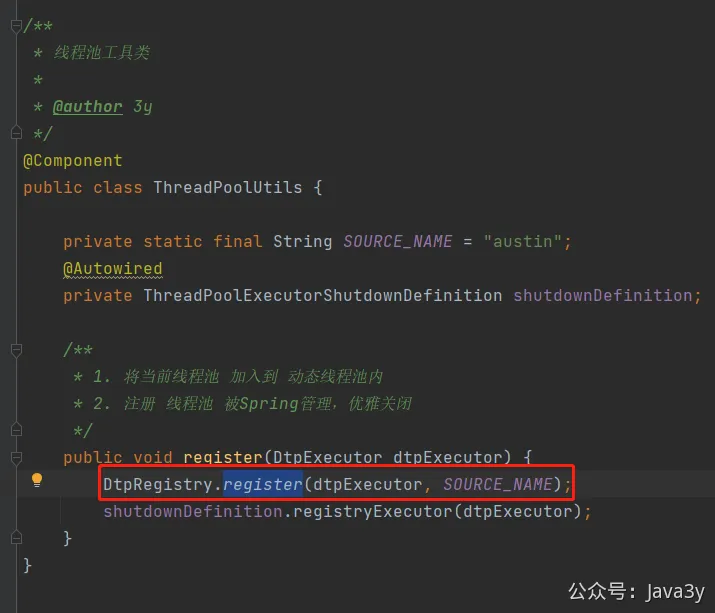 /**
 * 线程池工具类
 *
 * @author 3y
 */
@Component
public class ThreadPoolUtils {
private static final String SOURCE_NAME = "austin";
@Autowired
private ThreadPoolExecutorShutdownDefinition shutdownDefinition;
/**
 * 1. 将当前线程池 加入到 动态线程池内
 * 2. 注册 线程池 被Spring管理，优雅关闭
 */
public void register(DtpExecutor dtpExecutor) {
DtpRegistry.register(dtpExecutor, SOURCE_NAME);
shutdownDefinition.registryExecutor(dtpExecutor);
}
}
公众号：Java3y